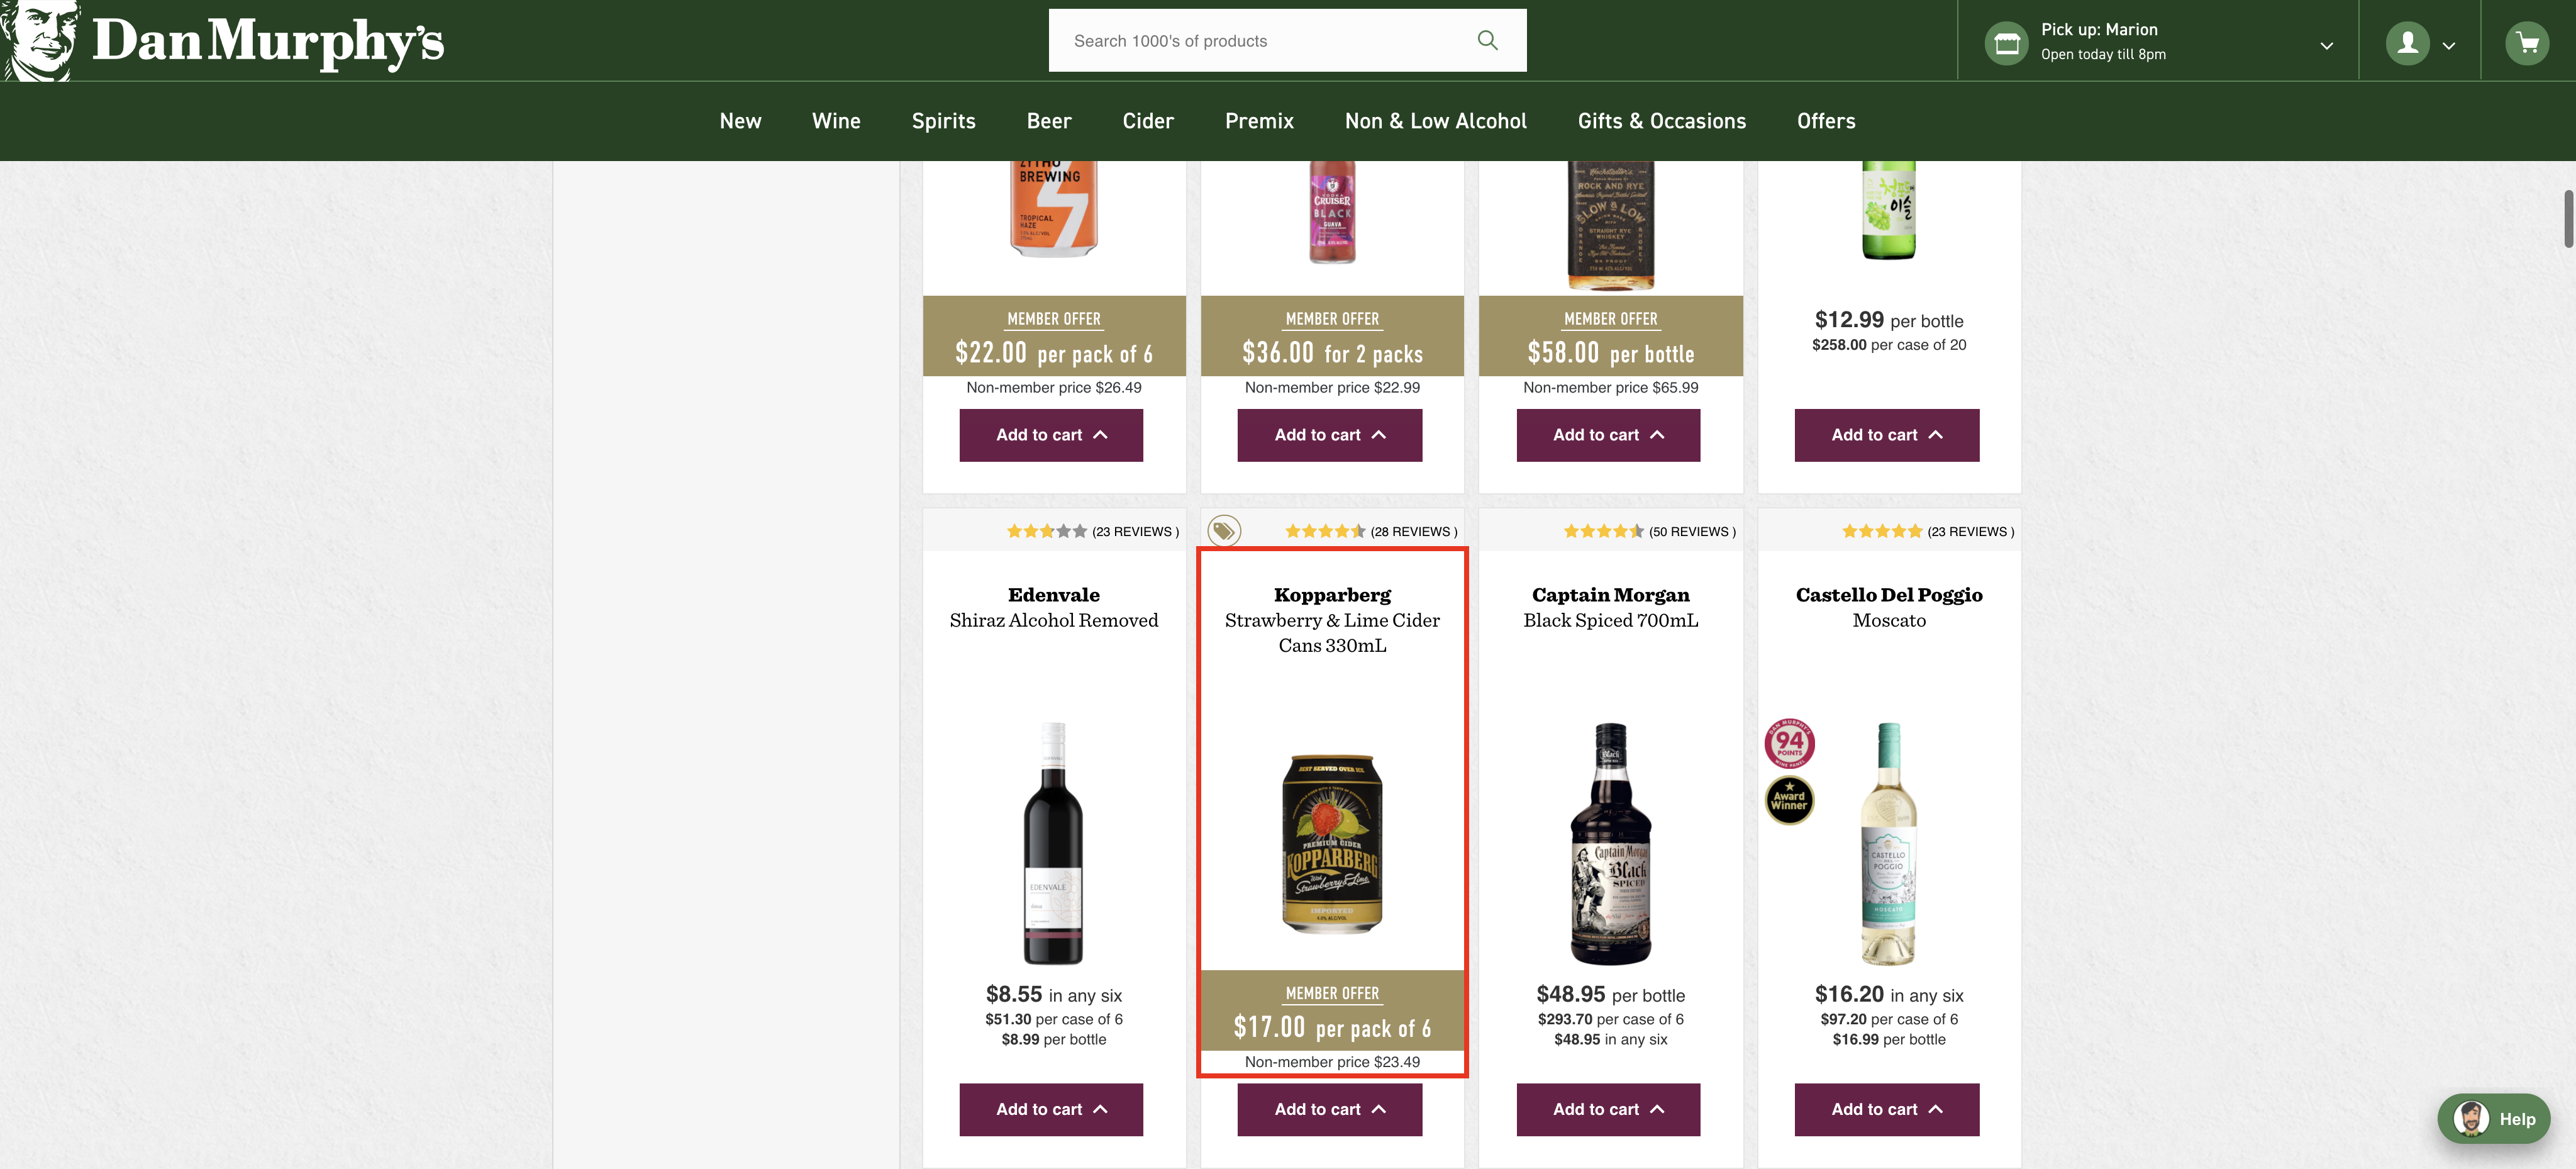 Dan Murphy's
Search 1000's of products
Pick up: Marion
Open today till 8pm
New Wine Spirits Beer Cider Premix Non & Low Alcohol Gifts & Occasions Offers
BREWING
TROPICAL
HAZE
CRUISER
BLACK
GUAVA
ROCK AND RYE
SLOW & LOW
STRAIGHT RYE
WHISKEY
이슬
MEMBER OFFER
$22.00 per pack of 6
Non-member price $26.49
Add to cart
MEMBER OFFER
$36.00 for 2 packs
Non-member price $22.99
Add to cart
MEMBER OFFER
$58.00 per bottle
Non-member price $65.99
Add to cart
$12.99 per bottle
$258.00 per case of 20
Add to cart
(23 REVIEWS )
Edenvale
Shiraz Alcohol Removed
EDENVALE
$8.55 in any six
$51.30 per case of 6
$8.99 per bottle
Add to cart
(28 REVIEWS )
Kopparberg
Strawberry & Lime Cider
Cans 330mL
BEST SERVED OVER ICE
PREMIUM CIDER
KOPPARBERG
With
Strawberry & Lime
IMPORTED
MEMBER OFFER
$17.00 per pack of 6
Non-member price $23.49
Add to cart
(50 REVIEWS )
Captain Morgan
Black Spiced 700mL
Black
Captain Morgan
Black
SPICED
$48.95 per bottle
$293.70 per case of 6
$48.95 in any six
Add to cart
(23 REVIEWS )
Castello Del Poggio
Moscato
DAN MURPHY'S
94
POINTS
WINE PANEL
Award
Winner
CASTELLO
DEL
POGGIO
MOSCATO
$16.20 in any six
$97.20 per case of 6
$16.99 per bottle
Add to cart
Help